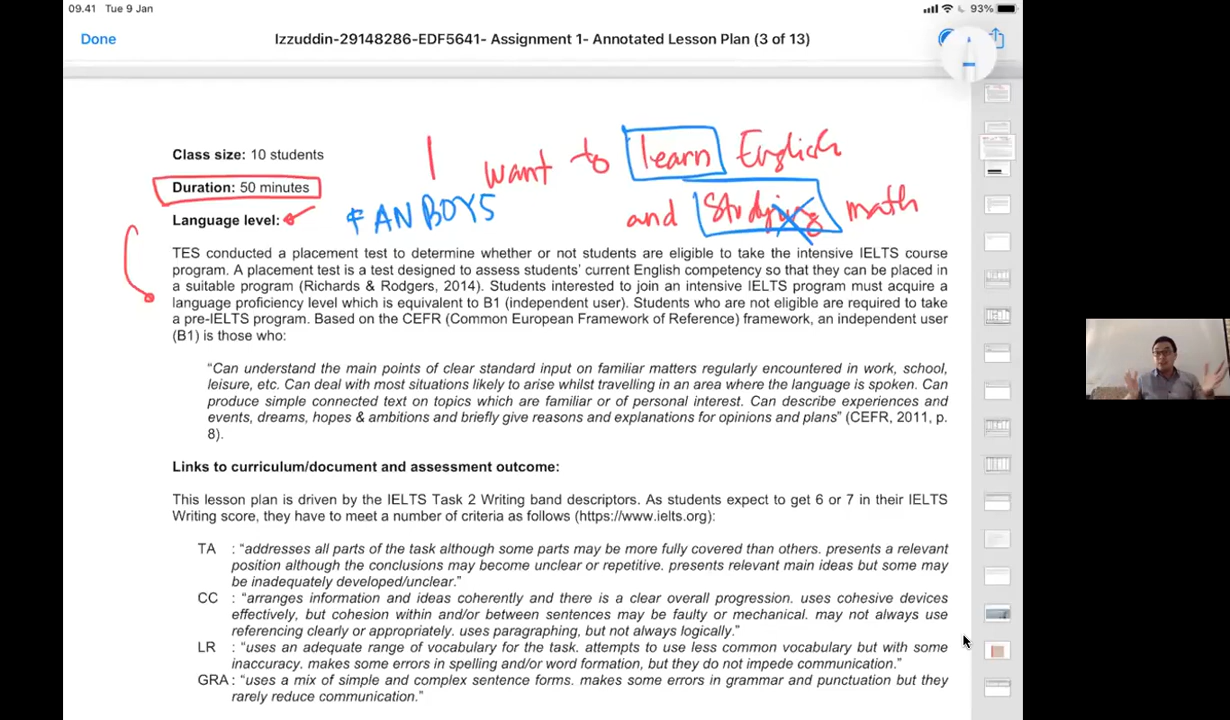 09.41 Tue 9 Jan
93%
Done
Izzuddin-29148286-EDF5641- Assignment 1- Annotated Lesson Plan (3 of 13)
I want to learn English
and Studying math
FANBOYS
Class size: 10 students
Duration: 50 minutes
Language level:
TES conducted a placement test to determine whether or not students are eligible to take the intensive IELTS course
program. A placement test is a test designed to assess students' current English competency so that they can be placed in
a suitable program (Richards & Rodgers, 2014). Students interested to join an intensive IELTS program must acquire a
language proficiency level which is equivalent to B1 (independent user). Students who are not eligible are required to take
a pre-IELTS program. Based on the CEFR (Common European Framework of Reference) framework, an independent user
(B1) is those who:
"Can understand the main points of clear standard input on familiar matters regularly encountered in work, school,
leisure, etc. Can deal with most situations likely to arise whilst travelling in an area where the language is spoken. Can
produce simple connected text on topics which are familiar or of personal interest. Can describe experiences and
events, dreams, hopes & ambitions and briefly give reasons and explanations for opinions and plans" (CEFR, 2011, p.
8).
Links to curriculum/document and assessment outcome:
This lesson plan is driven by the IELTS Task 2 Writing band descriptors. As students expect to get 6 or 7 in their IELTS
Writing score, they have to meet a number of criteria as follows (https://www.ielts.org):
TA : "addresses all parts of the task although some parts may be more fully covered than others. presents a relevant
position although the conclusions may become unclear or repetitive. presents relevant main ideas but some may
be inadequately developed/unclear."
CC : "arranges information and ideas coherently and there is a clear overall progression. uses cohesive devices
effectively, but cohesion within and/or between sentences may be faulty or mechanical. may not always use
referencing clearly or appropriately. uses paragraphing, but not always logically."
LR : "uses an adequate range of vocabulary for the task. attempts to use less common vocabulary but with some
inaccuracy. makes some errors in spelling and/or word formation, but they do not impede communication."
GRA : "uses a mix of simple and complex sentence forms. makes some errors in grammar and punctuation but they
rarely reduce communication."